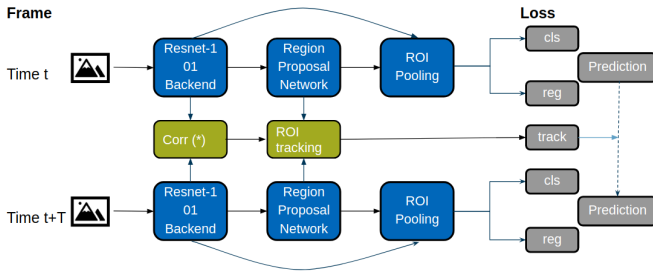 Frame
Loss
Time t
Resnet-1
01
Backend
Region
Proposal
Network
ROI
Pooling
cls
reg
Prediction
Corr (*)
ROI
tracking
track
Time t+T
Resnet-1
01
Backend
Region
Proposal
Network
ROI
Pooling
cls
reg
Prediction